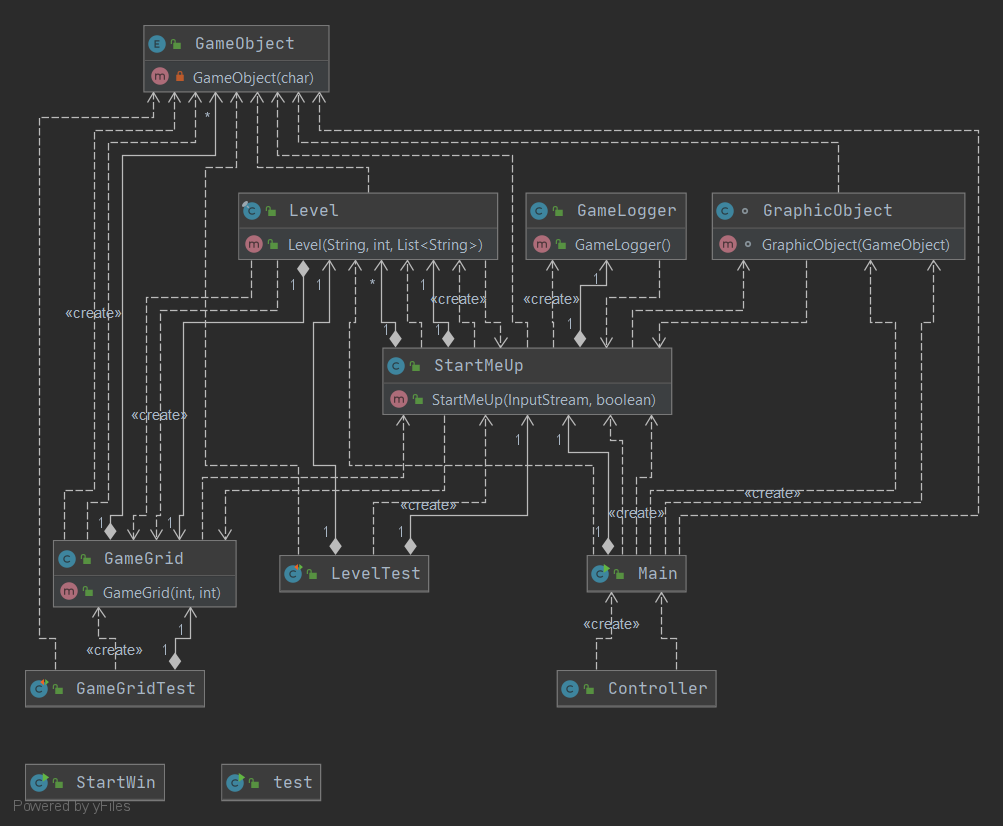 E GameObject
m GameObject(char)
*
C Level
m Level(String, int, List<String>)
C GameLogger
m GameLogger()
C GraphicObject
m GraphicObject(GameObject)
1
1
*
1
«create»
«create»
1
«create»
1
1
1
C StartMeUp
m StartMeUp(InputStream, boolean)
«create»
1
1
«create»
«create»
«create»
1
1
1
1
1
C GameGrid
m GameGrid(int, int)
C LevelTest
C Main
«create»
1
1
«create»
C GameGridTest
C Controller
C StartWin
C test
Powered by yFiles